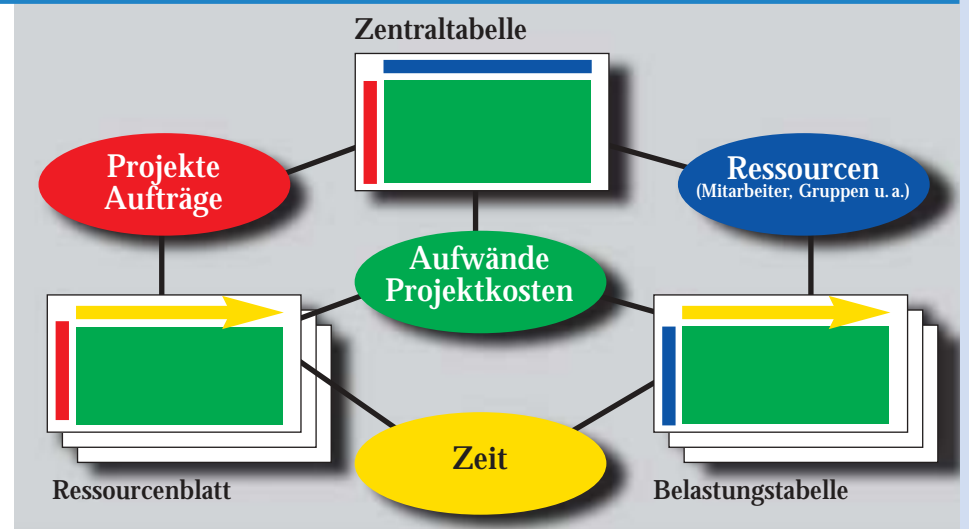 Zentraltabelle
Projekte
Aufträge
Ressourcen
(Mitarbeiter, Gruppen u. a.)
Aufwände
Projektkosten
Zeit
Ressourcenblatt
Belastungstabelle